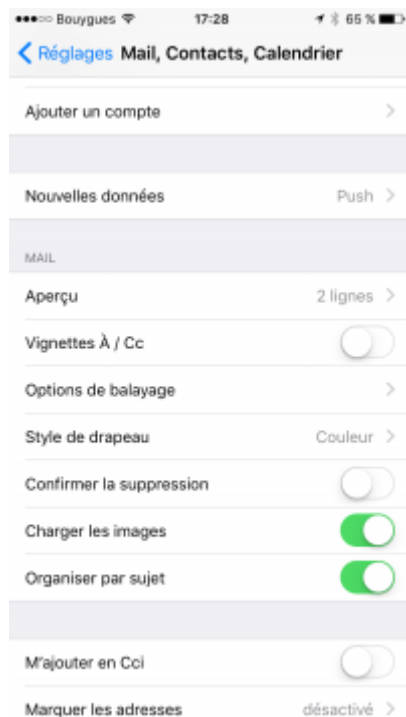 Bouygues 17:28 65 %
Réglages Mail, Contacts, Calendrier
Ajouter un compte
Nouvelles données Push
MAIL
Aperçu 2 lignes
Vignettes À / Cc
Options de balayage
Style de drapeau Couleur
Confirmer la suppression
Charger les images
Organiser par sujet
M'ajouter en Cci
Marquer les adresses désactivé